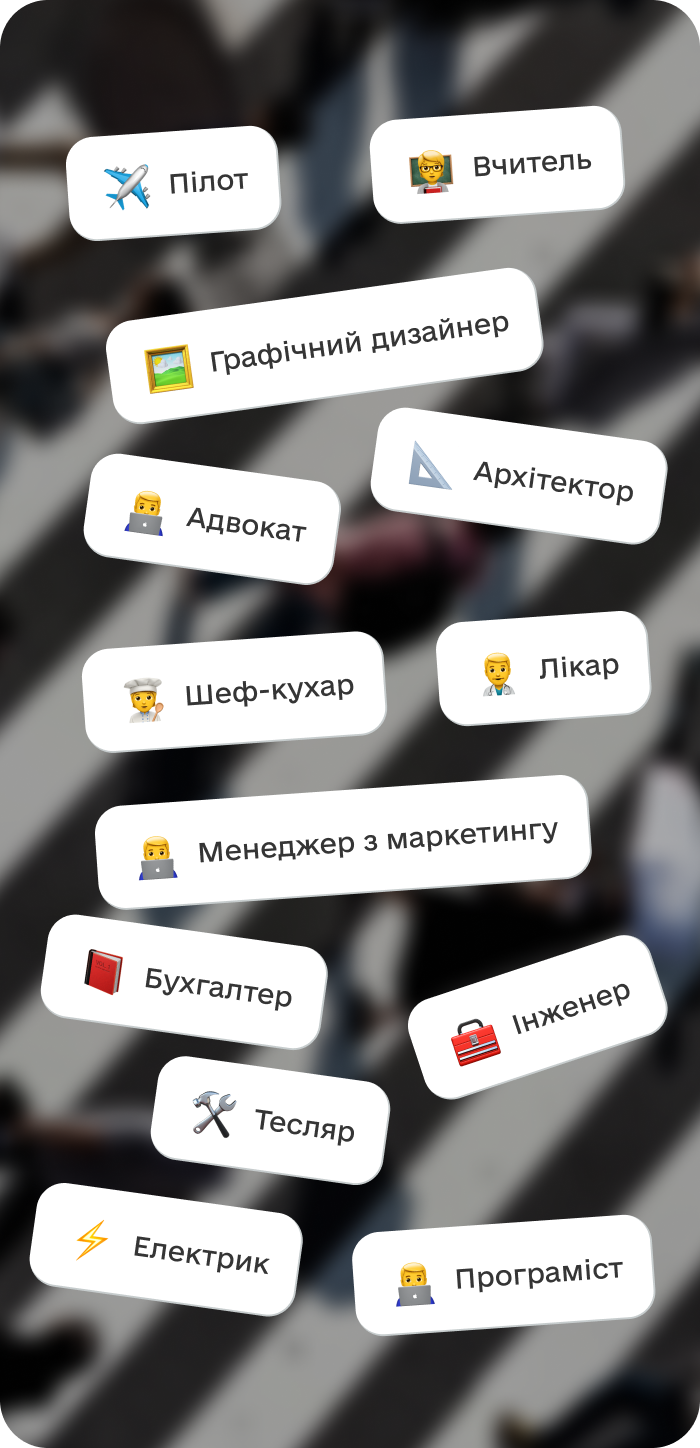 Пілот
Вчитель
Графічний дизайнер
Архітектор
Адвокат
Шеф-кухар
Лікар
Менеджер з маркетингу
Бухгалтер
Інженер
Тесляр
Електрик
Програміст